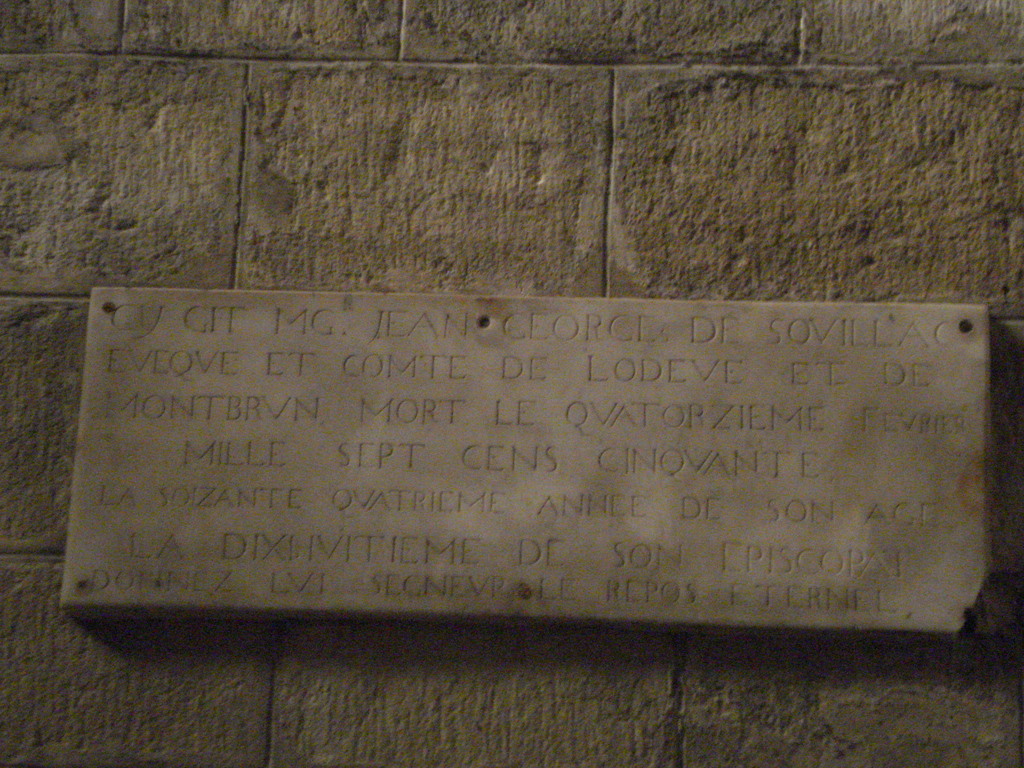 CY GIT MG. JEAN GEORGE DE SOVILLAC
EVEQVE ET COMTE DE LODEVE ET DE
MONTBRVN, MORT LE QVATORZIEME FEVRIER
MILLE SEPT CENS CINQVANTE,
LA SOIZANTE QVATRIEME ANNEE DE SON AGE
LA DIXHVITIEME DE SON EPISCOPAT
DONNEZ LVI SEGNEVR LE REPOS ETERNEL,